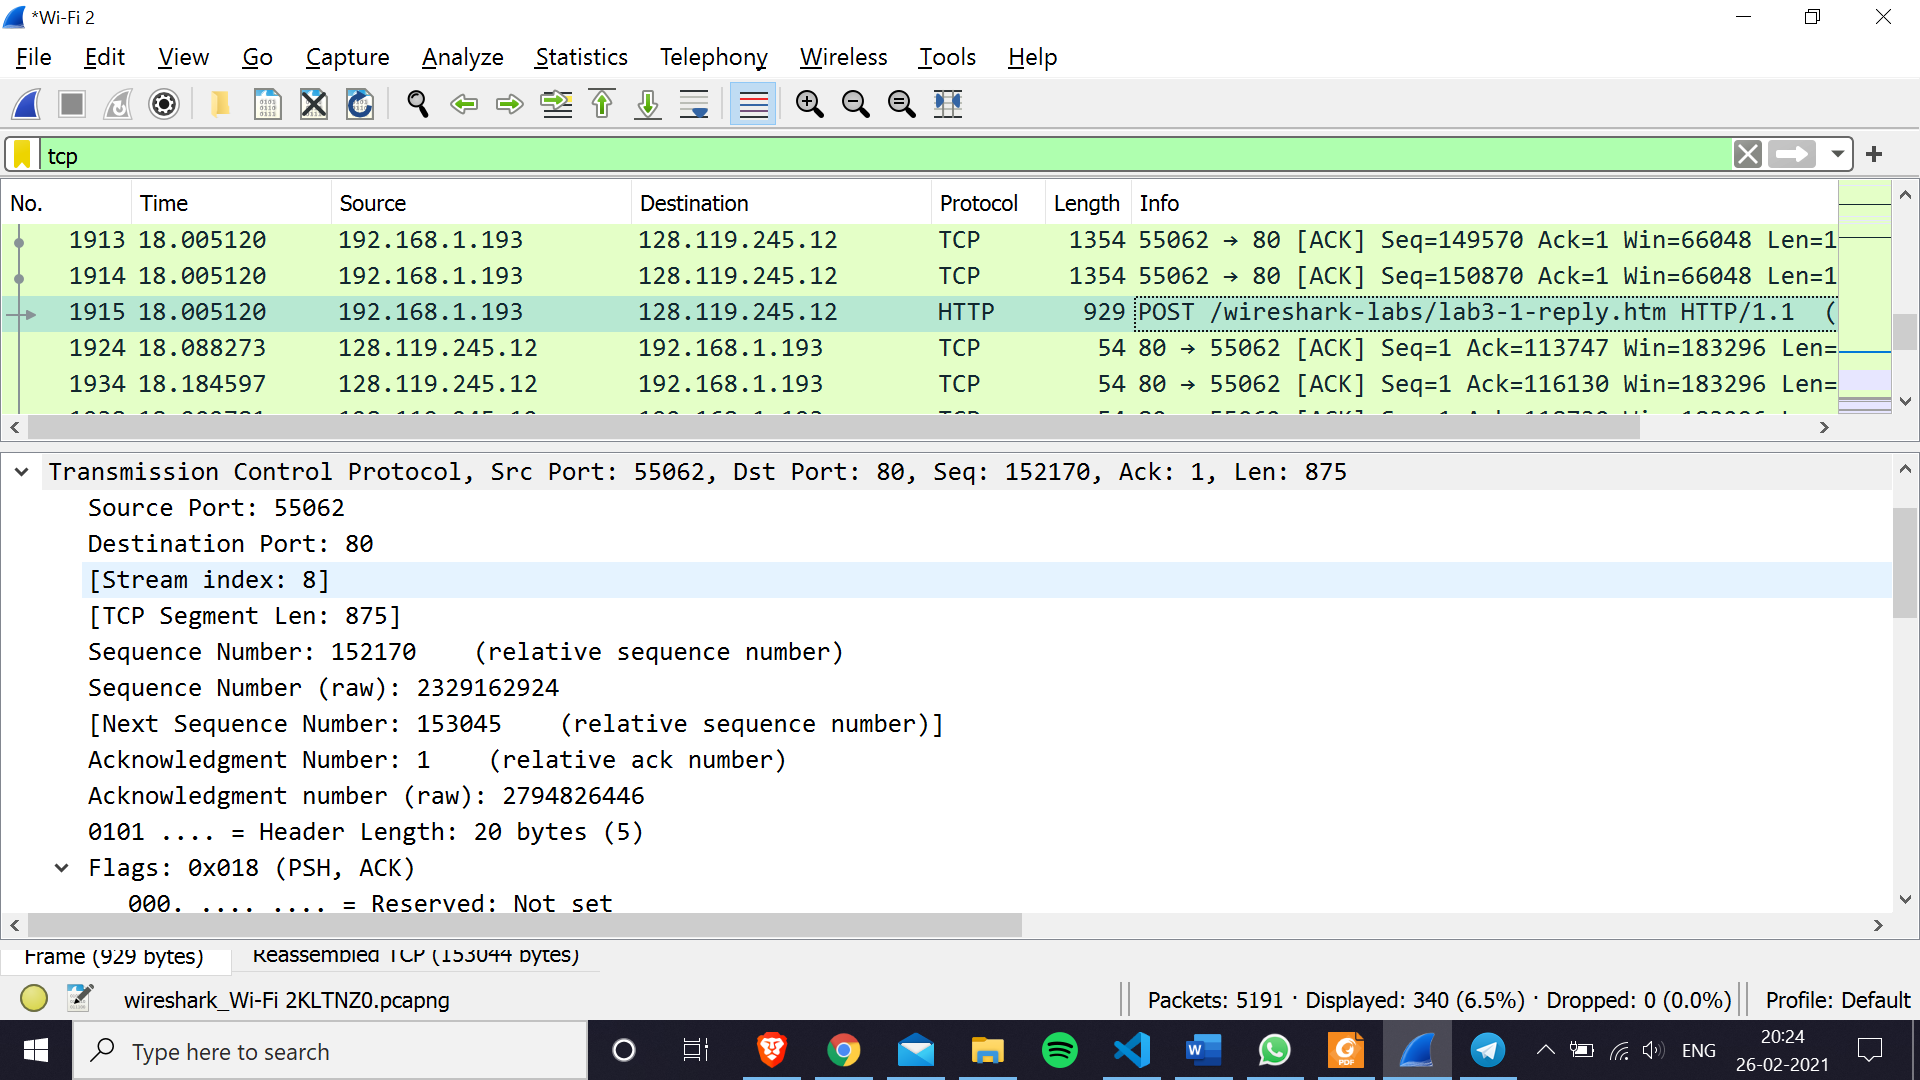 *Wi-Fi 2
File Edit View Go Capture Analyze Statistics Telephony Wireless Tools Help
tcp
No. Time Source Destination Protocol Length Info
1913 18.005120 192.168.1.193 128.119.245.12 TCP 1354 55062 → 80 [ACK] Seq=149570 Ack=1 Win=66048 Len=1
1914 18.005120 192.168.1.193 128.119.245.12 TCP 1354 55062 → 80 [ACK] Seq=150870 Ack=1 Win=66048 Len=1
1915 18.005120 192.168.1.193 128.119.245.12 HTTP 929 POST /wireshark-labs/lab3-1-reply.htm HTTP/1.1 (
1924 18.088273 128.119.245.12 192.168.1.193 TCP 54 80 → 55062 [ACK] Seq=1 Ack=113747 Win=183296 Len=
1934 18.184597 128.119.245.12 192.168.1.193 TCP 54 80 → 55062 [ACK] Seq=1 Ack=116130 Win=183296 Len=
Transmission Control Protocol, Src Port: 55062, Dst Port: 80, Seq: 152170, Ack: 1, Len: 875
Source Port: 55062
Destination Port: 80
[Stream index: 8]
[TCP Segment Len: 875]
Sequence Number: 152170 (relative sequence number)
Sequence Number (raw): 2329162924
[Next Sequence Number: 153045 (relative sequence number)]
Acknowledgment Number: 1 (relative ack number)
Acknowledgment number (raw): 2794826446
0101 .... = Header Length: 20 bytes (5)
Flags: 0x018 (PSH, ACK)
000. .... .... = Reserved: Not set
Frame (929 bytes) Reassembled TCP (153044 bytes)
wireshark_Wi-Fi 2KLTNZ0.pcapng Packets: 5191 · Displayed: 340 (6.5%) · Dropped: 0 (0.0%) Profile: Default
Type here to search ENG 20:24
26-02-2021